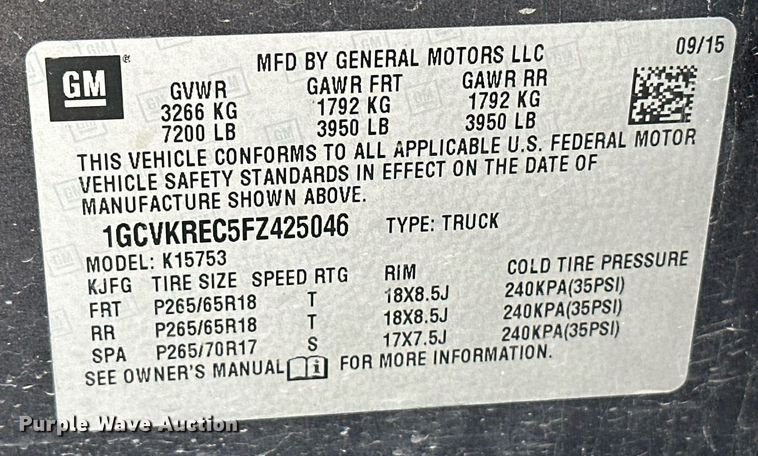 GM®
MFD BY GENERAL MOTORS LLC
09/15
GVWR GAWR FRT GAWR RR
3266 KG 1792 KG 1792 KG
7200 LB 3950 LB 3950 LB
THIS VEHICLE CONFORMS TO ALL APPLICABLE U.S. FEDERAL MOTOR
VEHICLE SAFETY STANDARDS IN EFFECT ON THE DATE OF
MANUFACTURE SHOWN ABOVE.
1GCVKREC5FZ425046 TYPE: TRUCK
MODEL: K15753
KJFG TIRE SIZE SPEED RTG RIM COLD TIRE PRESSURE
FRT P265/65R18 T 18X8.5J 240KPA(35PSI)
RR P265/65R18 T 18X8.5J 240KPA(35PSI)
SPA P265/70R17 S 17X7.5J 240KPA(35PSI)
SEE OWNER'S MANUAL i FOR MORE INFORMATION.
Purple Wave Auction